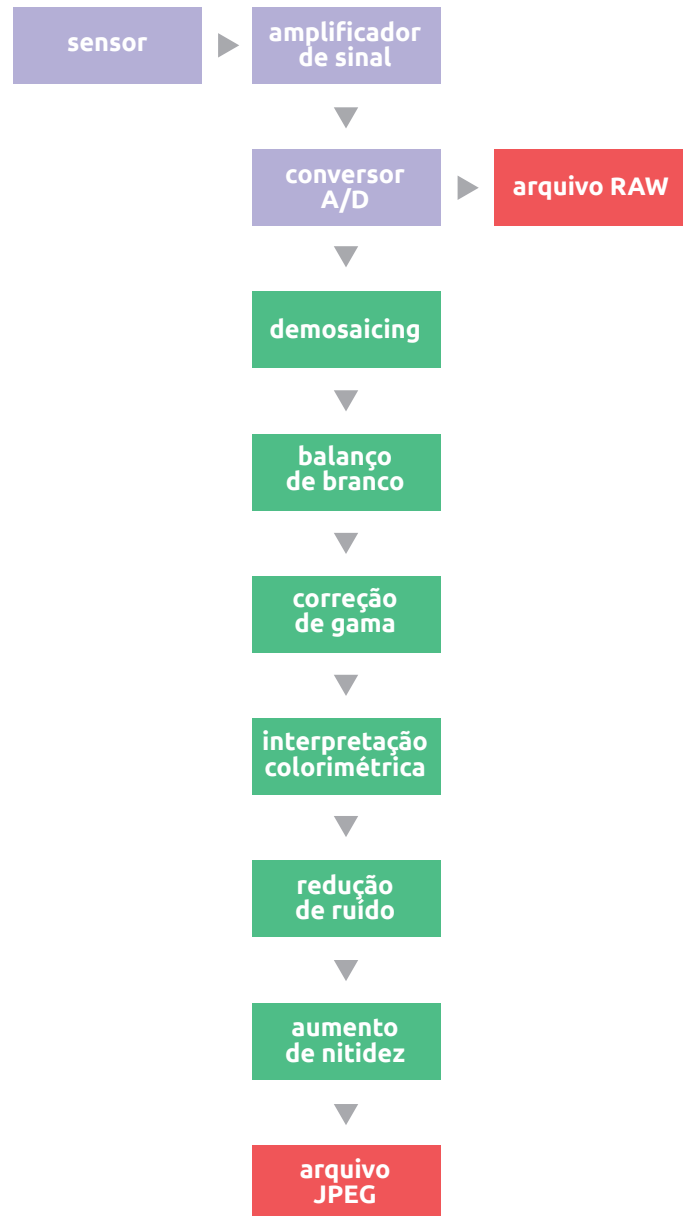 sensor
amplificador
de sinal
conversor
A/D
arquivo RAW
demosaicing
balanço
de branco
correção
de gama
interpretação
colorimétrica
redução
de ruído
aumento
de nitidez
arquivo
JPEG